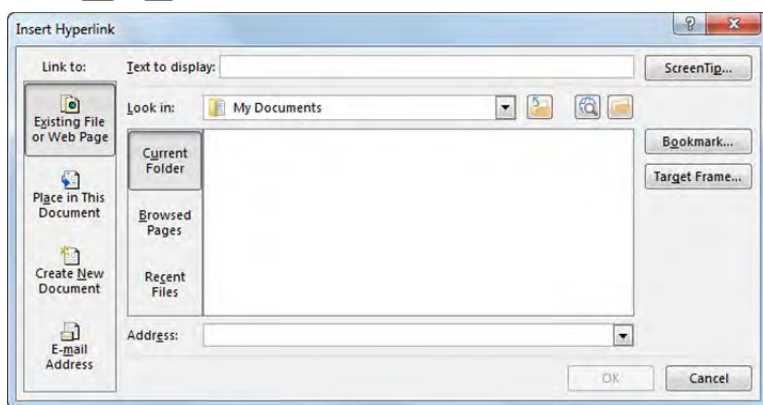 Insert Hyperlink
Link to:
Text to display:
ScreenTip...
Existing File
or Web Page
Look in:
My Documents
Bookmark...
Current
Folder
Target Frame...
Place in This
Document
Browsed
Pages
Create New
Document
Recent
Files
E-mail
Address
Address:
OK
Cancel